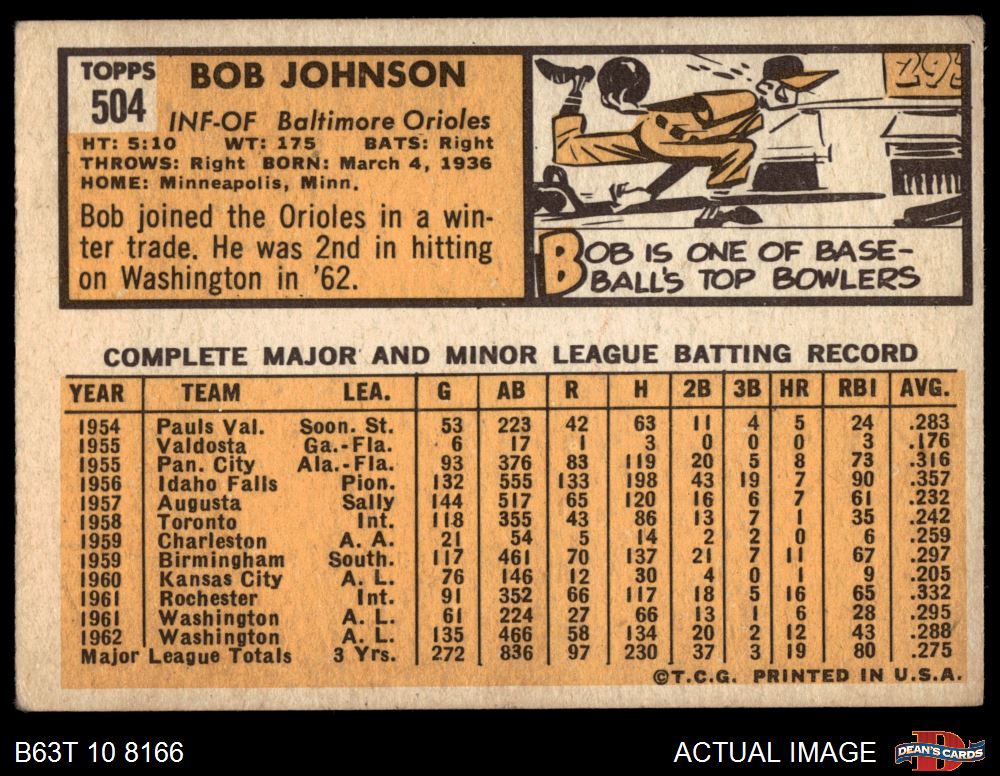 TOPPS
504
BOB JOHNSON
INF-OF Baltimore Orioles
HT: 5:10 WT: 175 BATS: Right
THROWS: Right BORN: March 4, 1936
HOME: Minneapolis, Minn.
Bob joined the Orioles in a win-
ter trade. He was 2nd in hitting
on Washington in '62.
BOB IS ONE OF BASE-
BALL'S TOP BOWLERS
COMPLETE MAJOR AND MINOR LEAGUE BATTING RECORD
YEAR TEAM LEA. G AB R H 2B 3B HR RBI AVG.
1954 Pauls Val. Soon. St. 53 223 42 63 11 4 5 24 .283
1955 Valdosta Ga.-Fla. 6 17 1 3 0 0 0 3 .176
1955 Pan. City Ala.-Fla. 93 376 83 119 20 5 8 73 .316
1956 Idaho Falls Pion. 132 555 133 198 43 19 7 90 .357
1957 Augusta Sally 144 517 65 120 16 6 7 61 .232
1958 Toronto Int. 118 355 43 86 13 7 1 35 .242
1959 Charleston A. A. 21 54 5 14 2 2 0 6 .259
1959 Birmingham South. 117 461 70 137 21 7 11 67 .297
1960 Kansas City A. L. 76 146 12 30 4 0 1 9 .205
1961 Rochester Int. 91 352 66 117 18 5 16 65 .332
1961 Washington A. L. 61 224 27 66 13 1 6 28 .295
1962 Washington A. L. 135 466 58 134 20 2 12 43 .288
Major League Totals 3 Yrs. 272 836 97 230 37 3 19 80 .275
©T.C.G. PRINTED IN U.S.A.
B63T 10 8166
ACTUAL IMAGE
DEAN'S CARDS